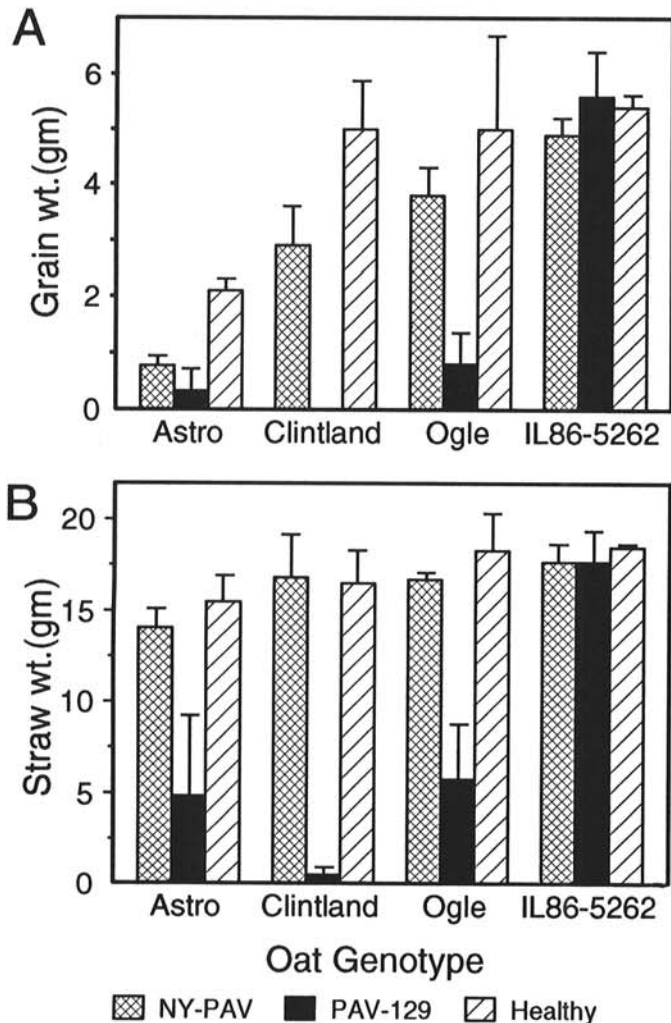 A
Grain wt.(gm)
6
4
2
0
Astro Clintland Ogle IL86-5262
B
Straw wt.(gm)
20
15
10
5
0
Astro Clintland Ogle IL86-5262
Oat Genotype
NY-PAV PAV-129 Healthy